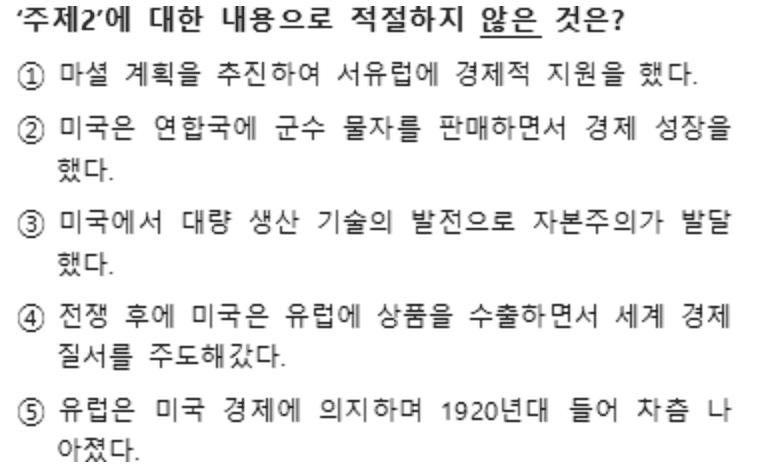 ‘주제2’에 대한 내용으로 적절하지 않은 것은?
① 마셜 계획을 추진하여 서유럽에 경제적 지원을 했다.
② 미국은 연합국에 군수 물자를 판매하면서 경제 성장을
했다.
③ 미국에서 대량 생산 기술의 발전으로 자본주의가 발달
했다.
④ 전쟁 후에 미국은 유럽에 상품을 수출하면서 세계 경제
질서를 주도해갔다.
⑤ 유럽은 미국 경제에 의지하며 1920년대 들어 차츰 나
아졌다.